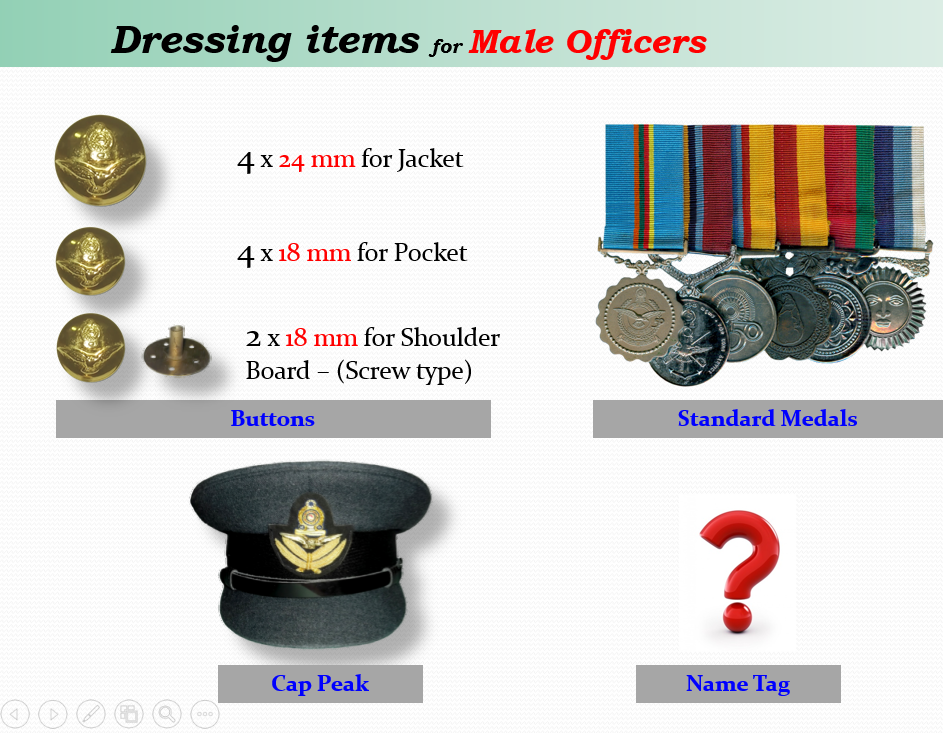 Dressing items for Male Officers
4 x 24 mm for Jacket
4 x 18 mm for Pocket
2 x 18 mm for Shoulder
Board – (Screw type)
Buttons
Standard Medals
Cap Peak
Name Tag